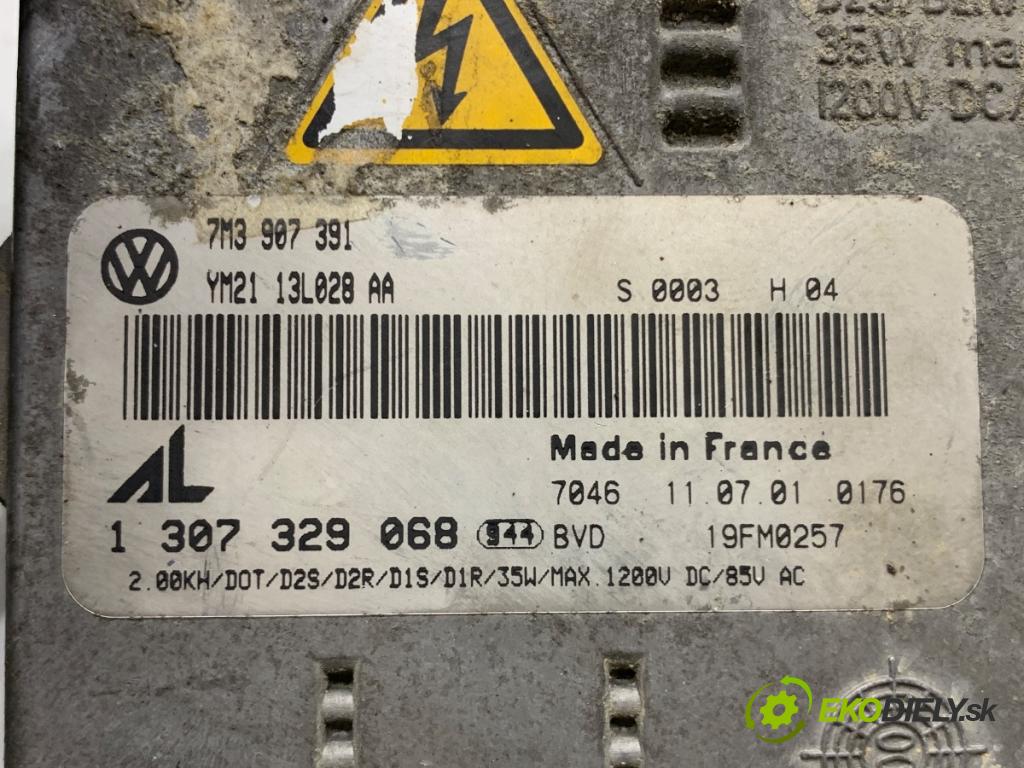 35W ma
1200V DC/
7M3 907 391
YM21 13L028 AA S 0003 H 04
AL Made in France
7046 11.07.01 0176
1 307 329 068 944 BVD 19FM0257
2.00KH/DOT/D2S/D2R/D1S/D1R/35W/MAX.1200V DC/85V AC
EKODIELY.sk